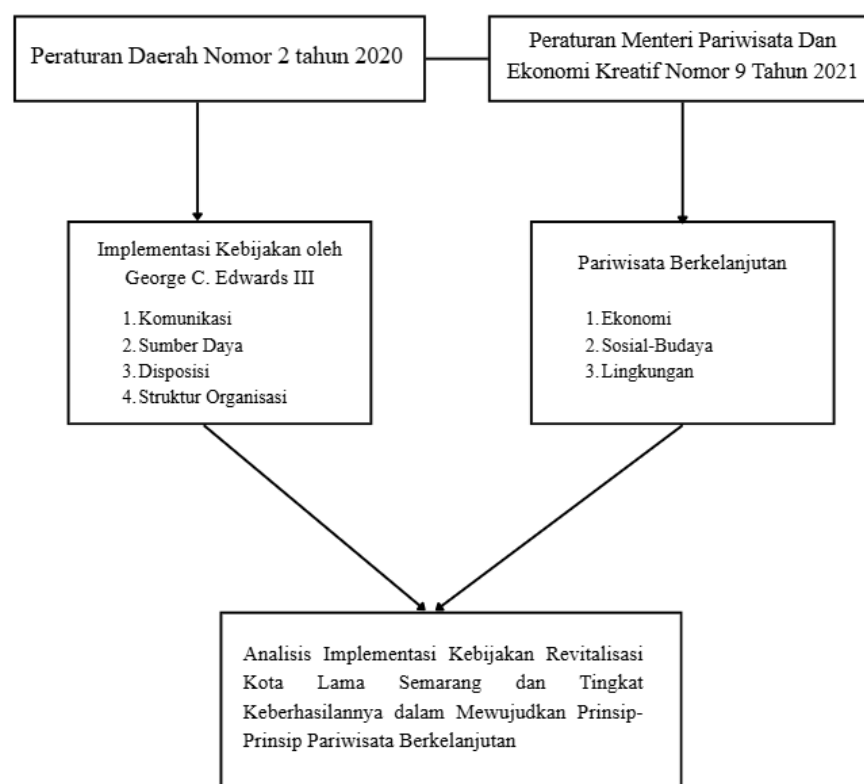 Peraturan Daerah Nomor 2 tahun 2020
Peraturan Menteri Pariwisata Dan
Ekonomi Kreatif Nomor 9 Tahun 2021
Implementasi Kebijakan oleh
George C. Edwards III
1. Komunikasi
2. Sumber Daya
3. Disposisi
4. Struktur Organisasi
Pariwisata Berkelanjutan
1. Ekonomi
2. Sosial-Budaya
3. Lingkungan
Analisis Implementasi Kebijakan Revitalisasi
Kota Lama Semarang dan Tingkat
Keberhasilannya dalam Mewujudkan Prinsip-
Prinsip Pariwisata Berkelanjutan